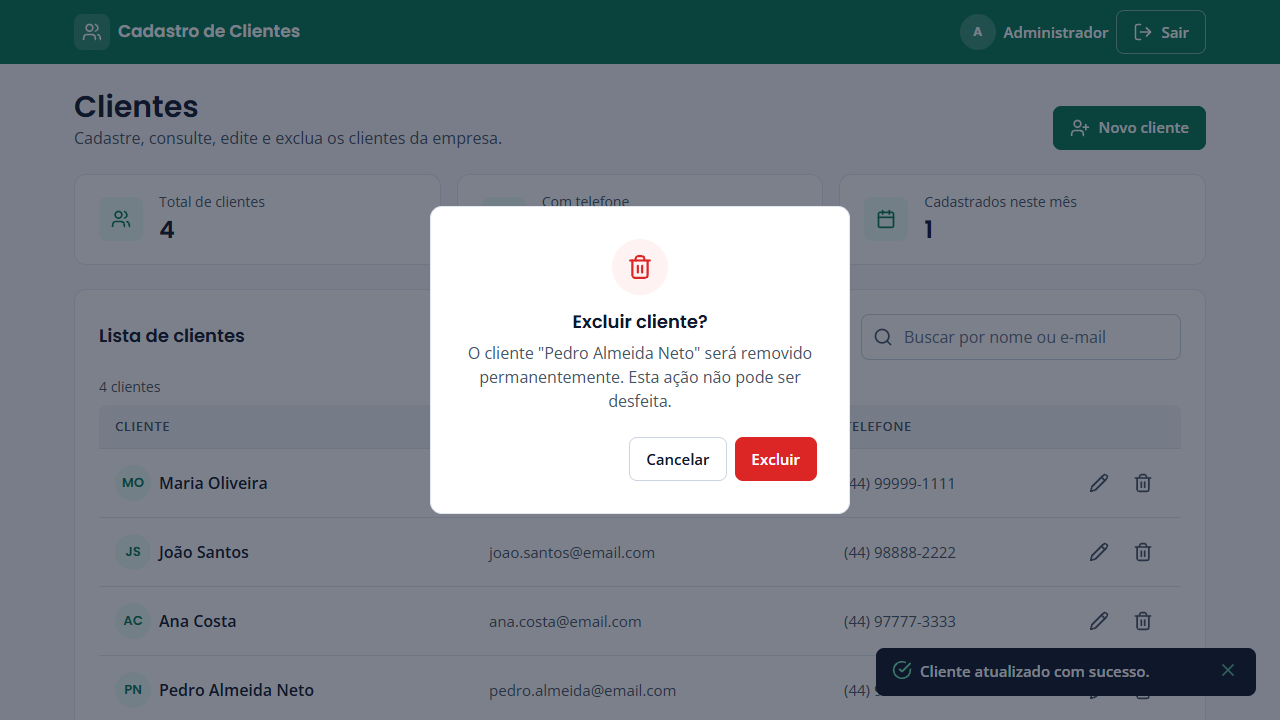 Cadastro de Clientes
A Administrador
Sair
Clientes
Cadastre, consulte, edite e exclua os clientes da empresa.
Novo cliente
Total de clientes
4
Com telefone
Cadastrados neste mês
1
Excluir cliente?
O cliente "Pedro Almeida Neto" será removido
permanentemente. Esta ação não pode ser
desfeita.
Cancelar
Excluir
Lista de clientes
Buscar por nome ou e-mail
4 clientes
CLIENTE
TELEFONE
MO Maria Oliveira (44) 99999-1111
JS João Santos joao.santos@email.com (44) 98888-2222
AC Ana Costa ana.costa@email.com (44) 97777-3333
PN Pedro Almeida Neto pedro.almeida@email.com (44)
Cliente atualizado com sucesso.